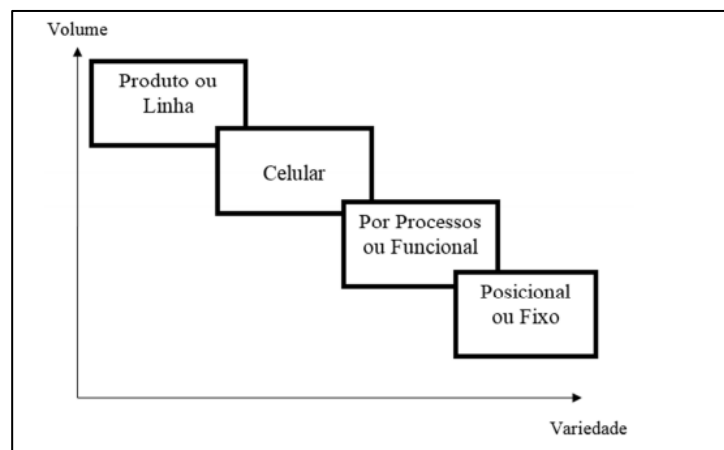 Volume
Produto ou
Linha
Celular
Por Processos
ou Funcional
Posicional
ou Fixo
Variedade